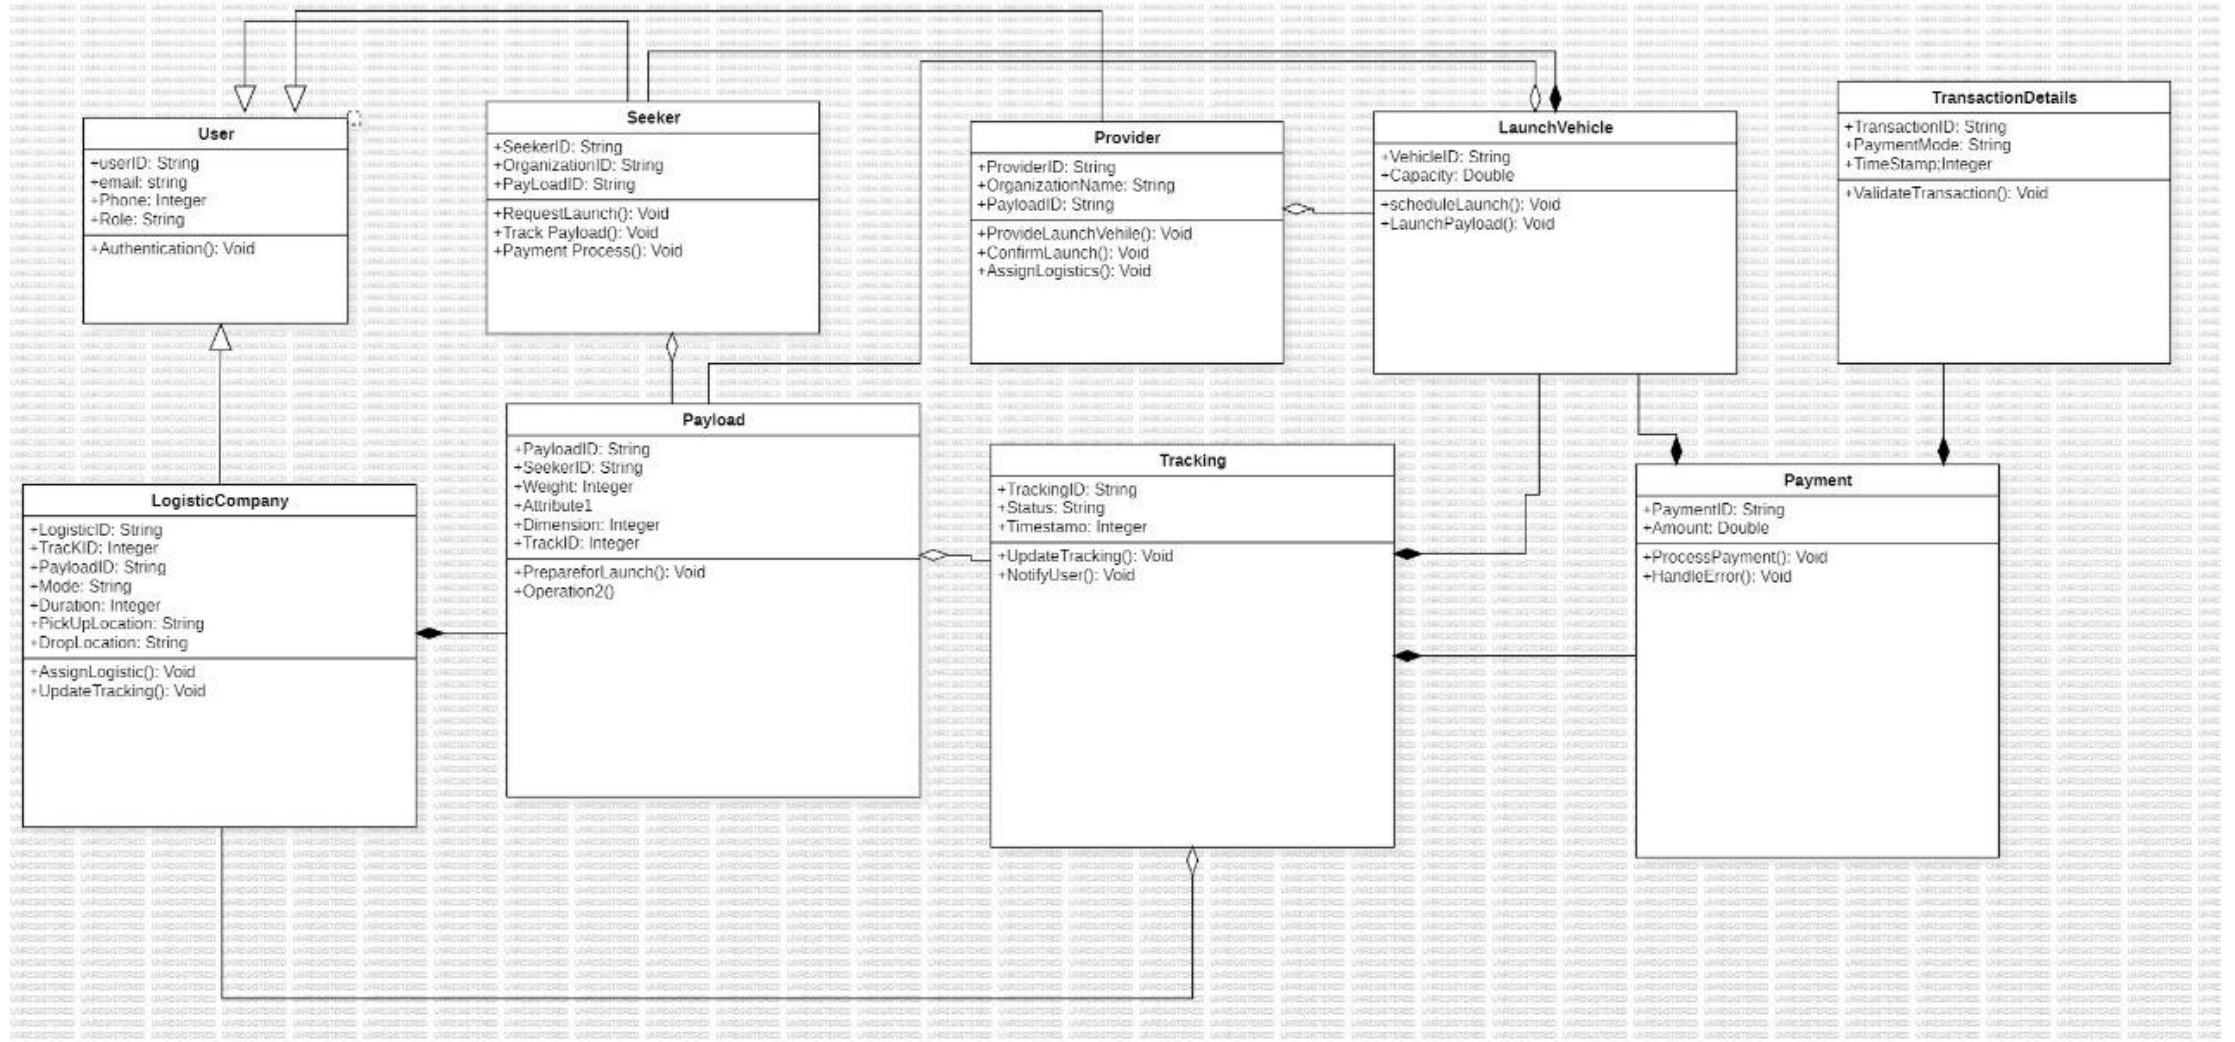 User
+userID: String
+email: string
+Phone: Integer
+Role: String
+Authentication(): Void
Seeker
+SeekerID: String
+OrganizationID: String
+PayLoadID: String
+RequestLaunch(): Void
+Track Payload(): Void
+Payment Process(): Void
Provider
+ProviderID: String
+OrganizationName: String
+PayloadID: String
+ProvideLaunchVehile(): Void
+ConfirmLaunch(): Void
+AssignLogistics(): Void
LaunchVehicle
+VehicleID: String
+Capacity: Double
+scheduleLaunch(): Void
+LaunchPayload(): Void
TransactionDetails
+TransactionID: String
+PaymentMode: String
+TimeStamp:Integer
+ValidateTransaction(): Void
LogisticCompany
+LogisticID: String
+TracKID: Integer
+PayloadID: String
+Mode: String
+Duration: Integer
+PickUpLocation: String
+DropLocation: String
+AssignLogistic(): Void
+UpdateTracking(): Void
Payload
+PayloadID: String
+SeekerID: String
+Weight: Integer
+Attribute1
+Dimension: Integer
+TrackID: Integer
+PrepareforLaunch(): Void
+Operation2()
Tracking
+TrackingID: String
+Status: String
+Timestamo: Integer
+UpdateTracking(): Void
+NotifyUser(): Void
Payment
+PaymentID: String
+Amount: Double
+ProcessPayment(): Void
+HandleError(): Void